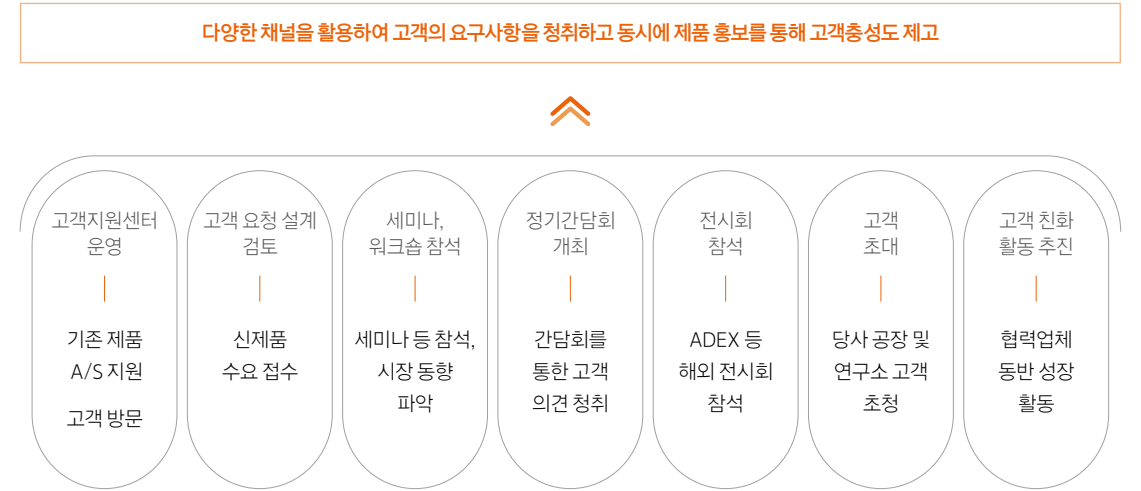 다양한 채널을 활용하여 고객의 요구사항을 청취하고 동시에 제품 홍보를 통해 고객충성도 제고
고객지원센터
운영
기존 제품
A/S 지원
고객 방문
고객 요청 설계
검토
신제품
수요 접수
세미나,
워크숍 참석
세미나 등 참석,
시장 동향
파악
정기간담회
개최
간담회를
통한 고객
의견 청취
전시회
참석
ADEX 등
해외 전시회
참석
고객
초대
당사 공장 및
연구소 고객
초청
고객 친화
활동 추진
협력업체
동반 성장
활동